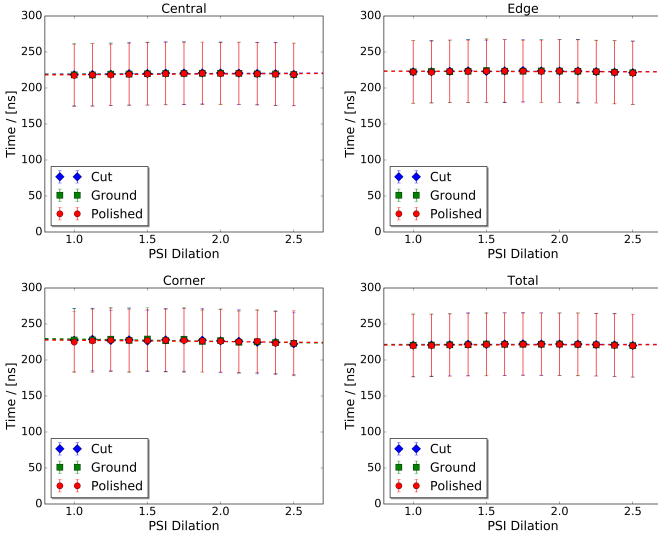 Central
300
250
200
150
100
50
0
Time / [ns]
Cut
Ground
Polished
1.0 1.5 2.0 2.5
PSI Dilation
Edge
300
250
200
150
100
50
0
Time / [ns]
Cut
Ground
Polished
1.0 1.5 2.0 2.5
PSI Dilation
Corner
300
250
200
150
100
50
0
Time / [ns]
Cut
Ground
Polished
1.0 1.5 2.0 2.5
PSI Dilation
Total
300
250
200
150
100
50
0
Time / [ns]
Cut
Ground
Polished
1.0 1.5 2.0 2.5
PSI Dilation